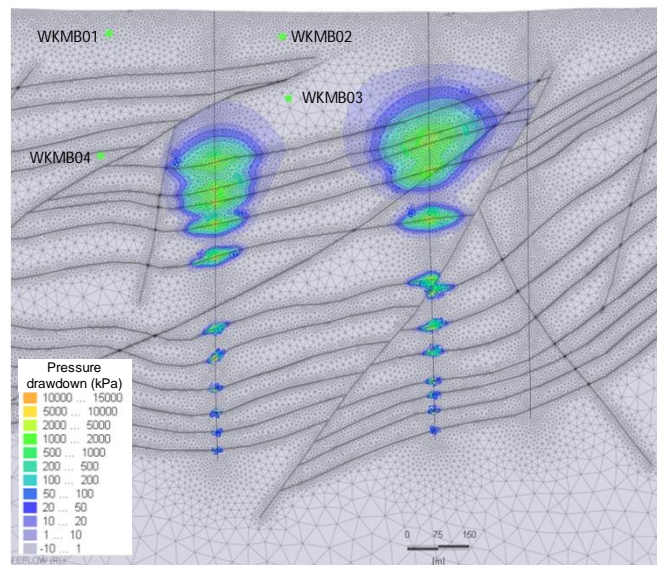 WKMB01
WKMB02
WKMB03
WKMB04
Pressure
drawdown (kPa)
10000 ... 15000
5000 ... 10000
2000 ... 5000
1000 ... 2000
500 ... 1000
200 ... 500
100 ... 200
50 ... 100
20 ... 50
10 ... 20
1 ... 10
-10 ... 1
0 75 150
[m]
FEFLOW (R)